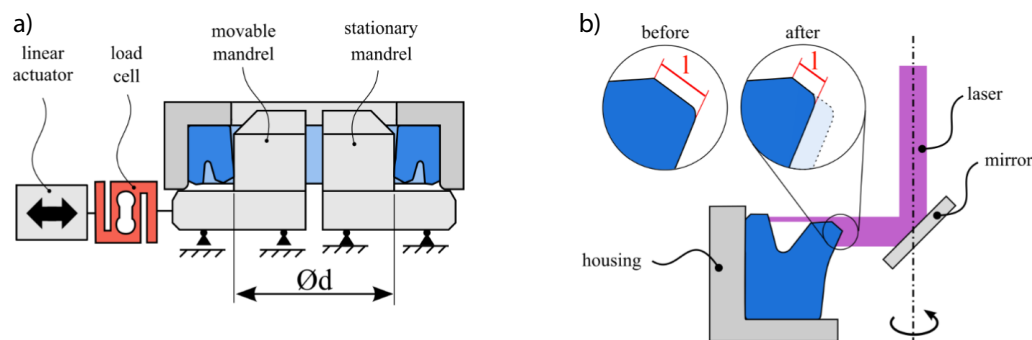 a)
linear
actuator
load
cell
movable
mandrel
stationary
mandrel
Ød
b)
before
after
l
l
laser
mirror
housing